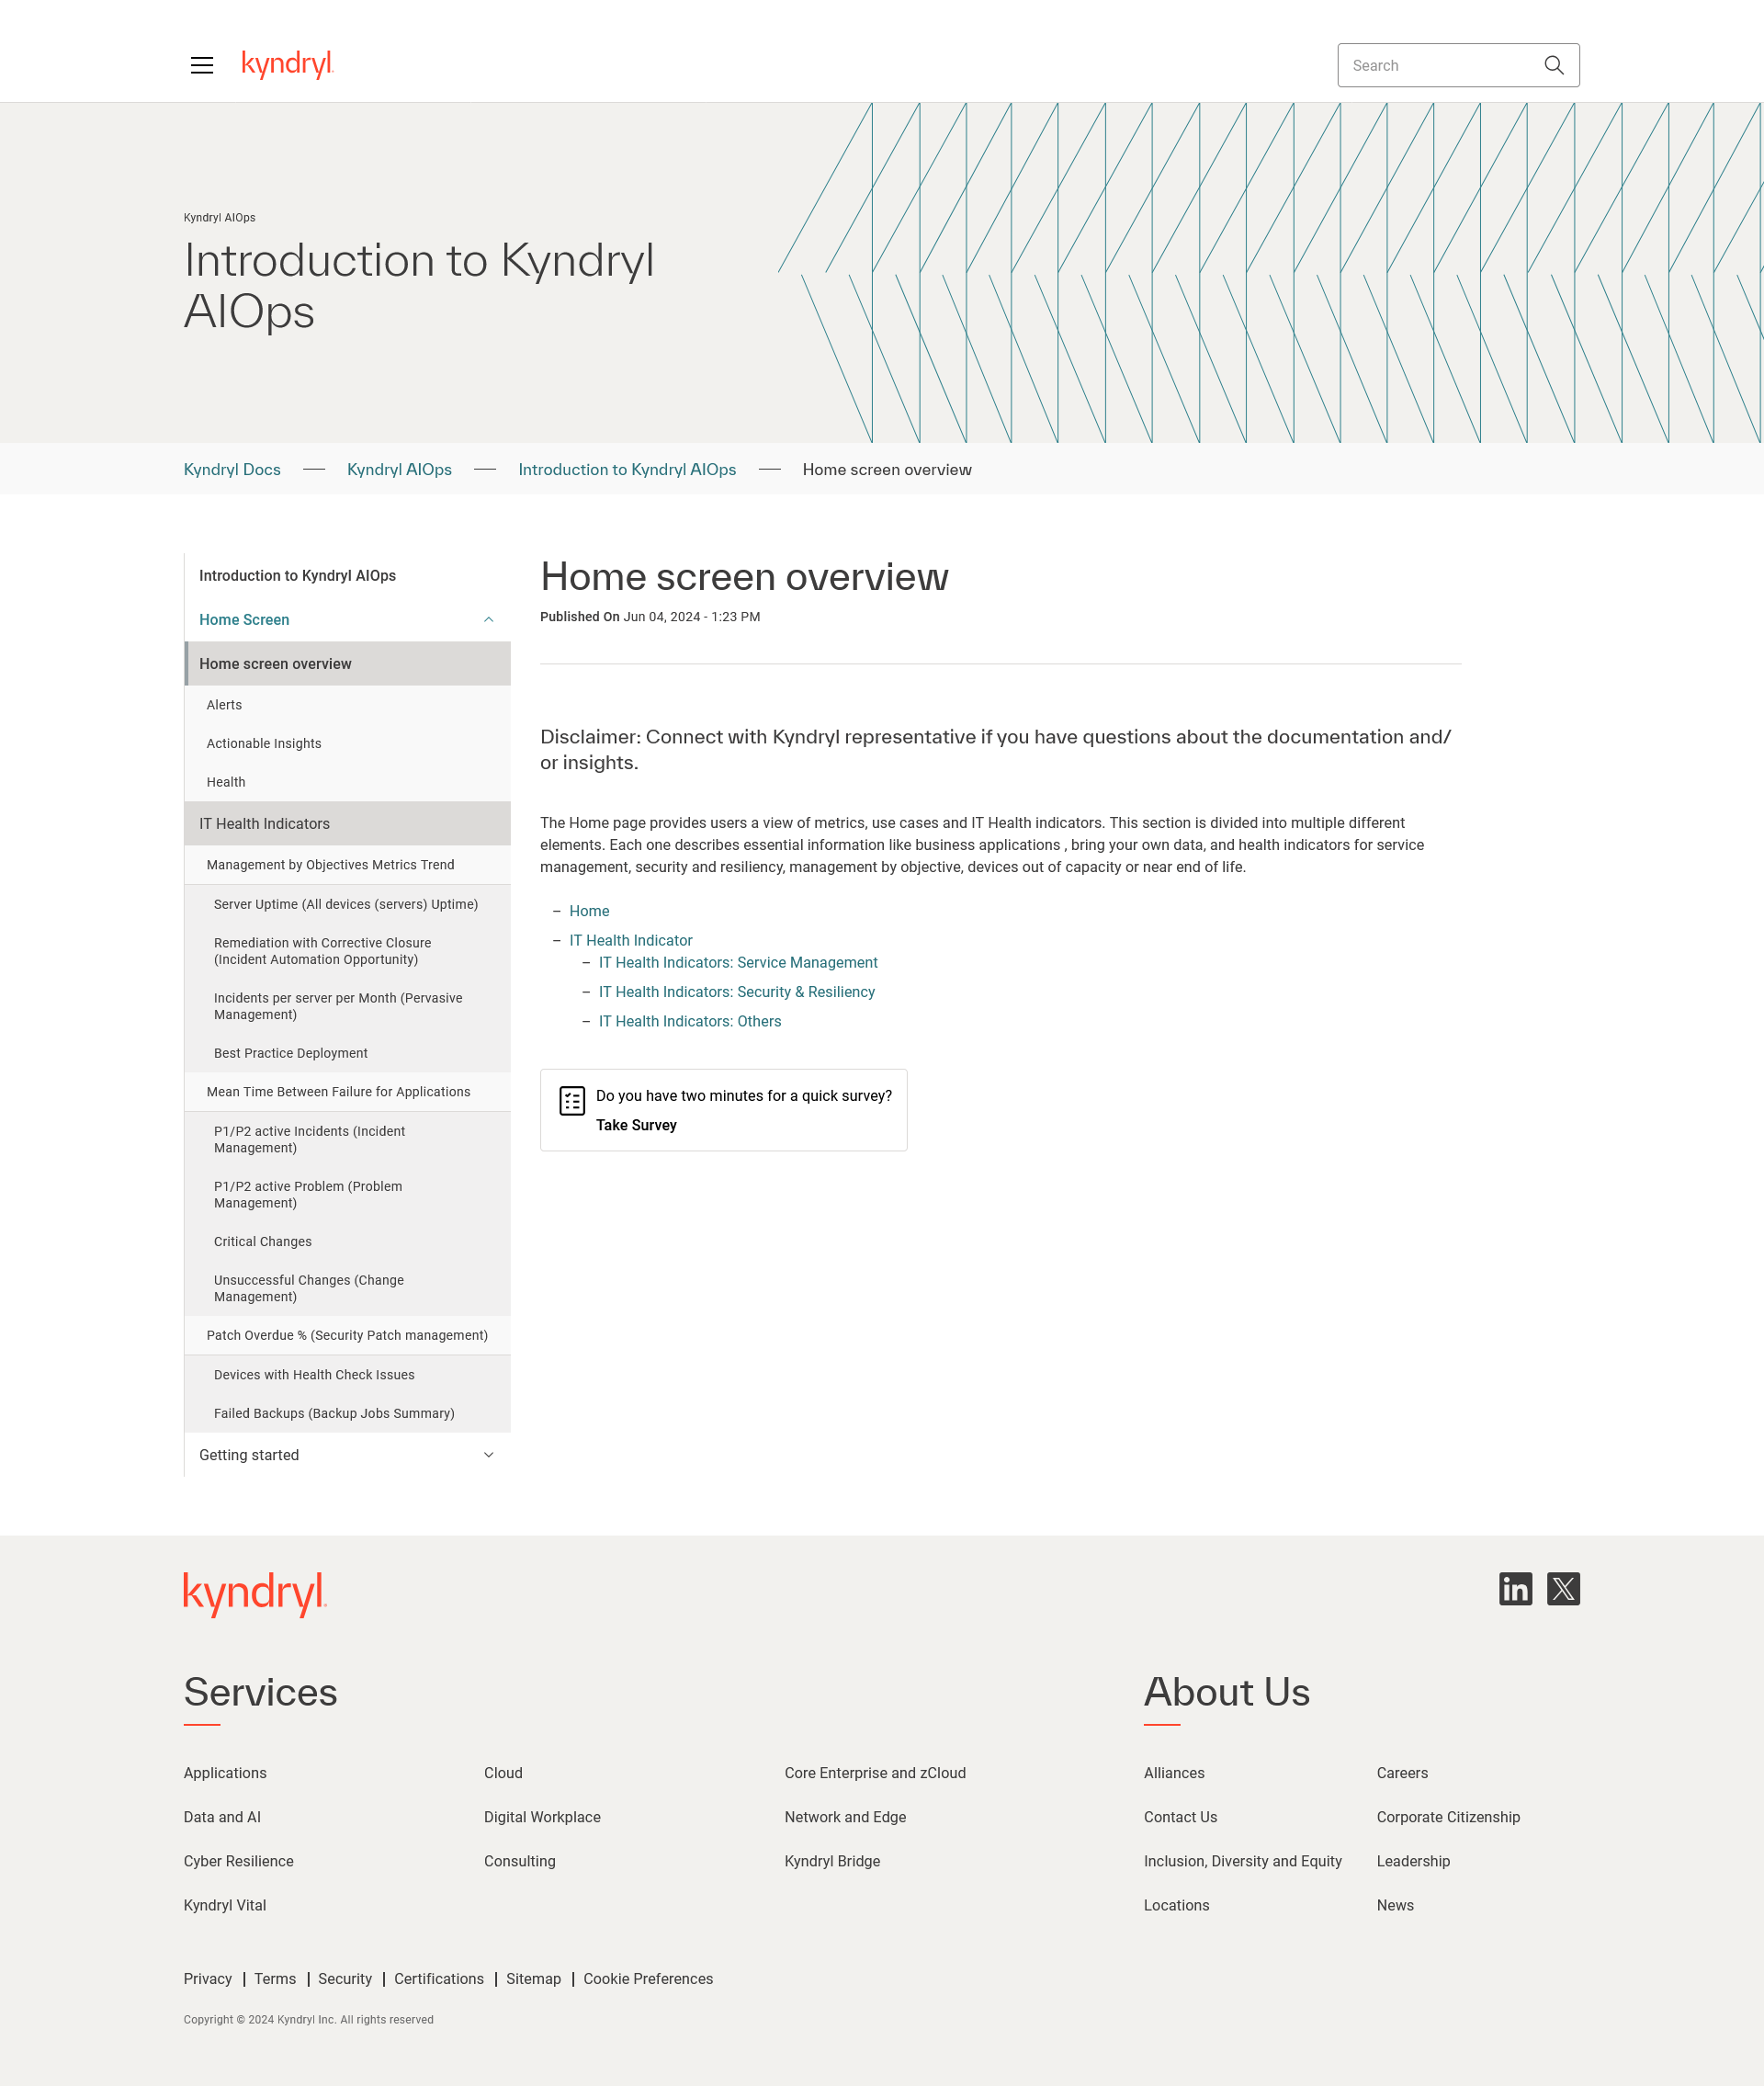 kyndryl
Search
Kyndryl AIOps
Introduction to Kyndryl
AIOps
Kyndryl Docs — Kyndryl AIOps — Introduction to Kyndryl AIOps — Home screen overview
Introduction to Kyndryl AIOps
Home Screen
Home screen overview
Alerts
Actionable Insights
Health
IT Health Indicators
Management by Objectives Metrics Trend
Server Uptime (All devices (servers) Uptime)
Remediation with Corrective Closure
(Incident Automation Opportunity)
Incidents per server per Month (Pervasive
Management)
Best Practice Deployment
Mean Time Between Failure for Applications
P1/P2 active Incidents (Incident
Management)
P1/P2 active Problem (Problem
Management)
Critical Changes
Unsuccessful Changes (Change
Management)
Patch Overdue % (Security Patch management)
Devices with Health Check Issues
Failed Backups (Backup Jobs Summary)
Getting started
Home screen overview
Published On Jun 04, 2024 - 1:23 PM
Disclaimer: Connect with Kyndryl representative if you have questions about the documentation and/
or insights.
The Home page provides users a view of metrics, use cases and IT Health indicators. This section is divided into multiple different
elements. Each one describes essential information like business applications , bring your own data, and health indicators for service
management, security and resiliency, management by objective, devices out of capacity or near end of life.
– Home
– IT Health Indicator
– IT Health Indicators: Service Management
– IT Health Indicators: Security & Resiliency
– IT Health Indicators: Others
Do you have two minutes for a quick survey?
Take Survey
kyndryl
in X
Services
Applications Cloud Core Enterprise and zCloud
Data and AI Digital Workplace Network and Edge
Cyber Resilience Consulting Kyndryl Bridge
Kyndryl Vital
About Us
Alliances Careers
Contact Us Corporate Citizenship
Inclusion, Diversity and Equity Leadership
Locations News
Privacy | Terms | Security | Certifications | Sitemap | Cookie Preferences
Copyright © 2024 Kyndryl Inc. All rights reserved